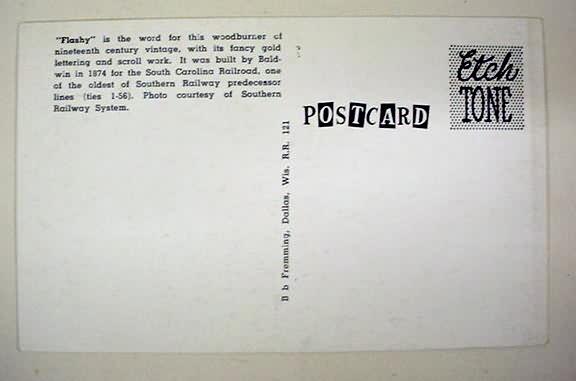 "Flashy" is the word for this woodburner of
nineteenth century vintage, with its fancy gold
lettering and scroll work. It was built by Bald-
win in 1874 for the South Carolina Railroad, one
of the oldest of Southern Railway predecessor
lines (ties 1-56). Photo courtesy of Southern
Railway System.
B b Fremming, Dallas, Wis. R.R. 121
POSTCARD
Etch
TONE